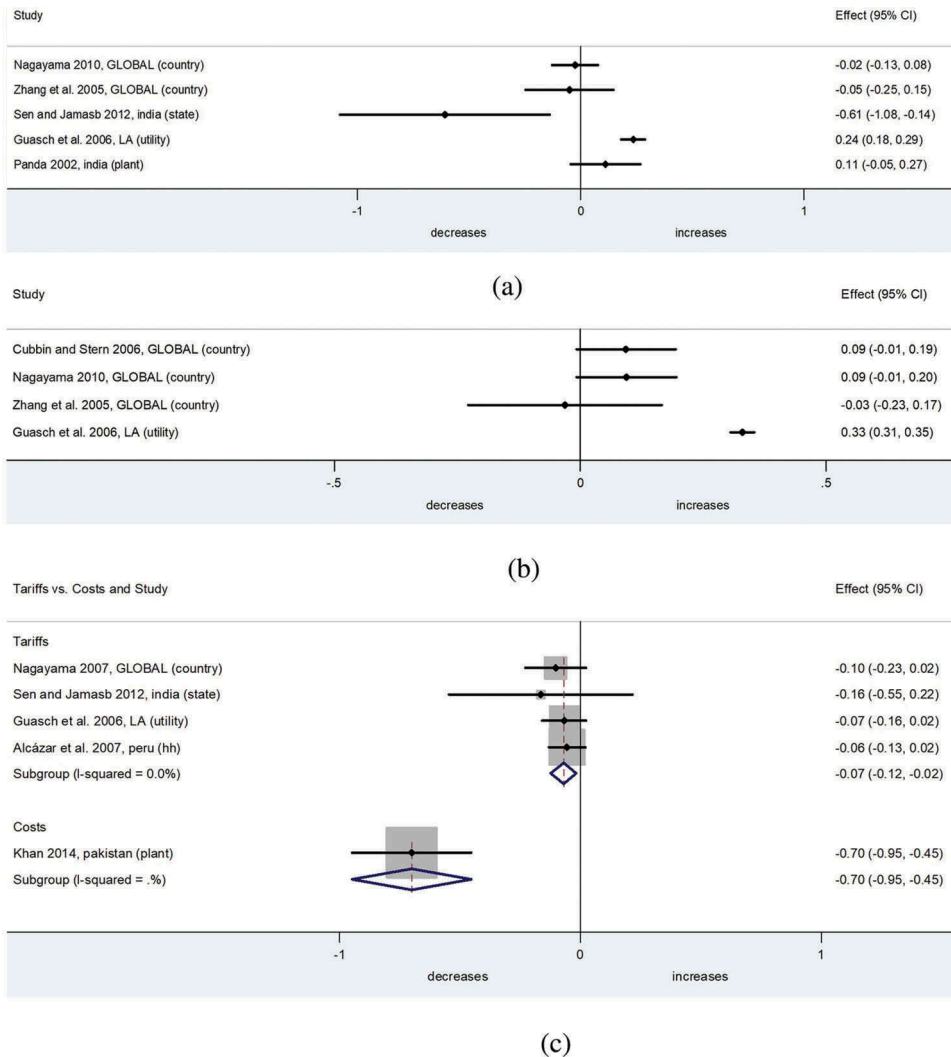 Study Effect (95% CI)
Nagayama 2010, GLOBAL (country) -0.02 (-0.13, 0.08)
Zhang et al. 2005, GLOBAL (country) -0.05 (-0.25, 0.15)
Sen and Jamasb 2012, india (state) -0.61 (-1.08, -0.14)
Guasch et al. 2006, LA (utility) 0.24 (0.18, 0.29)
Panda 2002, india (plant) 0.11 (-0.05, 0.27)
-1 0 1
decreases increases
(a)
Study Effect (95% CI)
Cubbin and Stern 2006, GLOBAL (country) 0.09 (-0.01, 0.19)
Nagayama 2010, GLOBAL (country) 0.09 (-0.01, 0.20)
Zhang et al. 2005, GLOBAL (country) -0.03 (-0.23, 0.17)
Guasch et al. 2006, LA (utility) 0.33 (0.31, 0.35)
-.5 0 .5
decreases increases
(b)
Tariffs vs. Costs and Study Effect (95% CI)
Tariffs
Nagayama 2007, GLOBAL (country) -0.10 (-0.23, 0.02)
Sen and Jamasb 2012, india (state) -0.16 (-0.55, 0.22)
Guasch et al. 2006, LA (utility) -0.07 (-0.16, 0.02)
Alcázar et al. 2007, peru (hh) -0.06 (-0.13, 0.02)
Subgroup (I-squared = 0.0%) -0.07 (-0.12, -0.02)
Costs
Khan 2014, pakistan (plant) -0.70 (-0.95, -0.45)
Subgroup (I-squared = .%) -0.70 (-0.95, -0.45)
-1 0 1
decreases increases
(c)